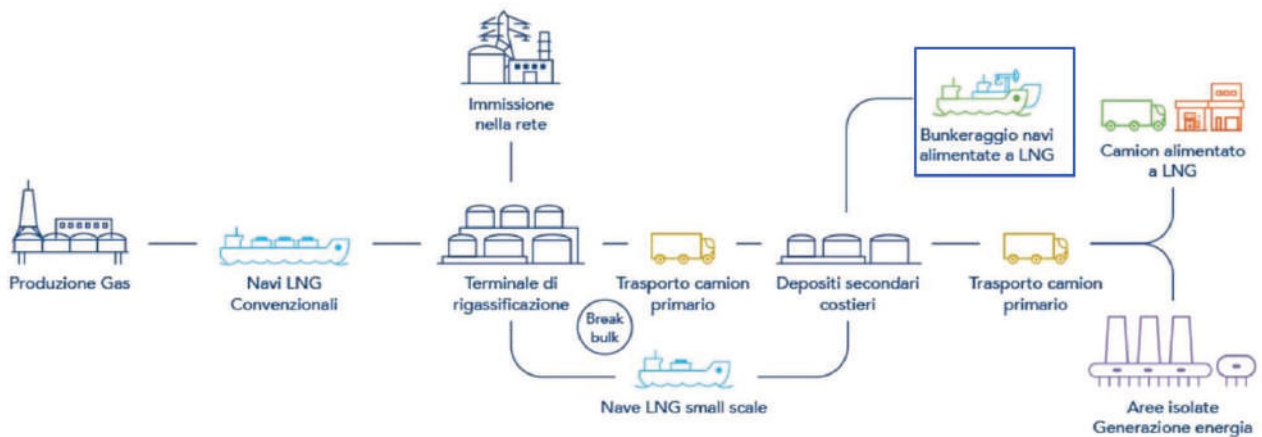 Immissione
nella rete
Bunkeraggio navi
alimentate a LNG
Camion alimentato
a LNG
Produzione Gas
Navi LNG
Convenzionali
Terminale di
rigassificazione
Trasporto camion
primario
Depositi secondari
costieri
Trasporto camion
primario
Break
bulk
Nave LNG small scale
Aree isolate
Generazione energia